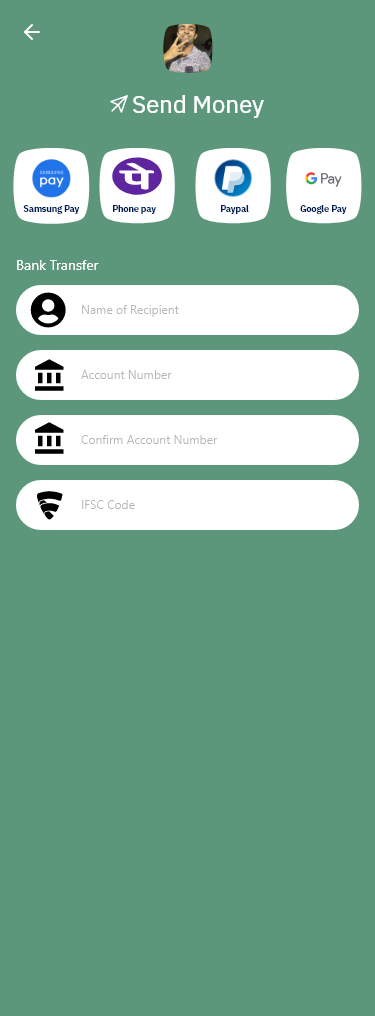 Send Money
SAMSUNG
pay
Samsung Pay
पे
Phone pay
Paypal
G Pay
Google Pay
Bank Transfer
Name of Recipient
Account Number
Confirm Account Number
IFSC Code